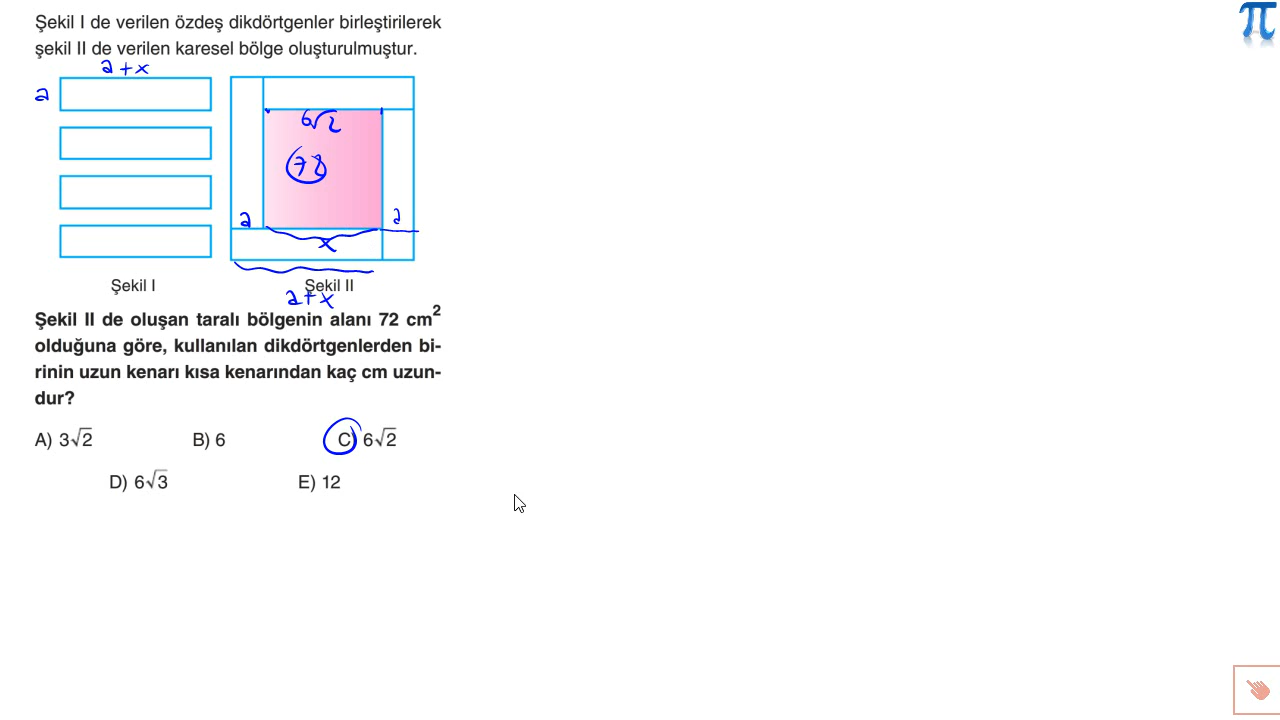 Şekil I de verilen özdeş dikdörtgenler birleştirilerek
şekil II de verilen karesel bölge oluşturulmuştur.
a+x
a
6√2
72
a
a
x
Şekil I
Şekil II
a+x
Şekil II de oluşan taralı bölgenin alanı 72 cm²
olduğuna göre, kullanılan dikdörtgenlerden bi-
rinin uzun kenarı kısa kenarından kaç cm uzun-
dur?
A) 3√2 B) 6 C) 6√2
D) 6√3 E) 12
π